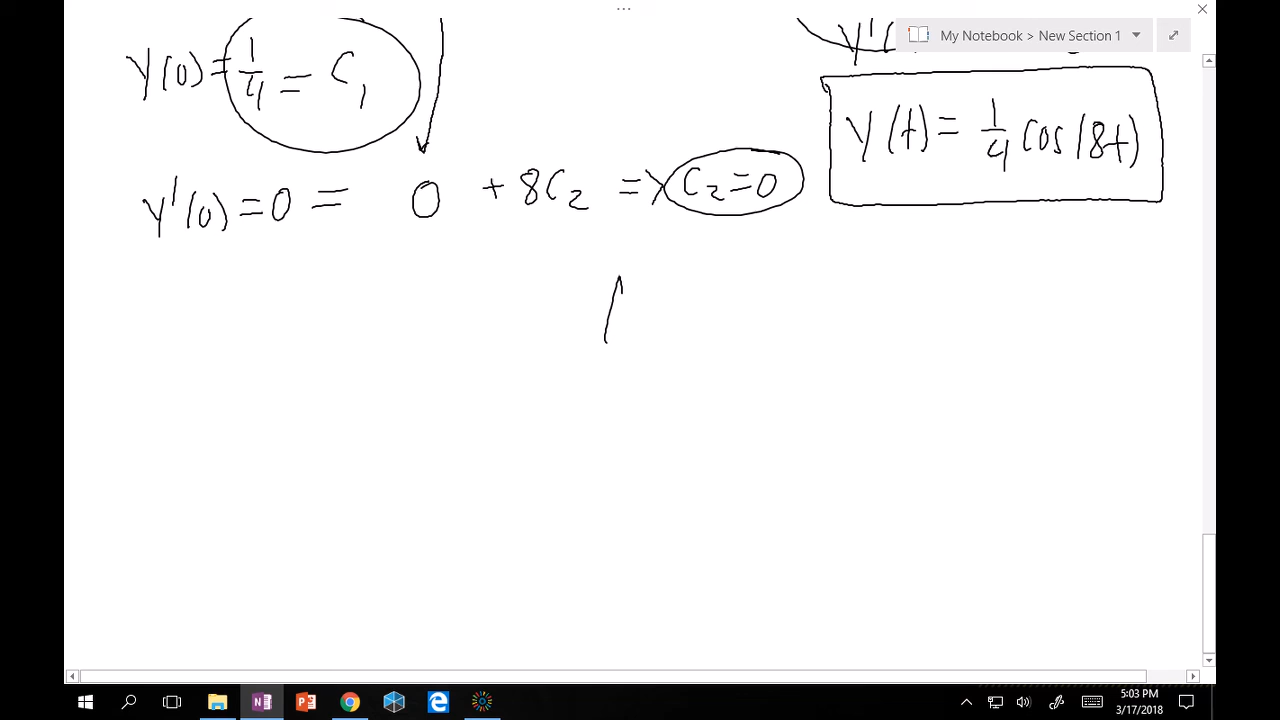 My Notebook > New Section 1
y(0) = 1/4 = C₁
y'(
y'(0) = 0 = 0 + 8C₂ => C₂ = 0
y(t) = 1/4 cos(8t)
5:03 PM
3/17/2018